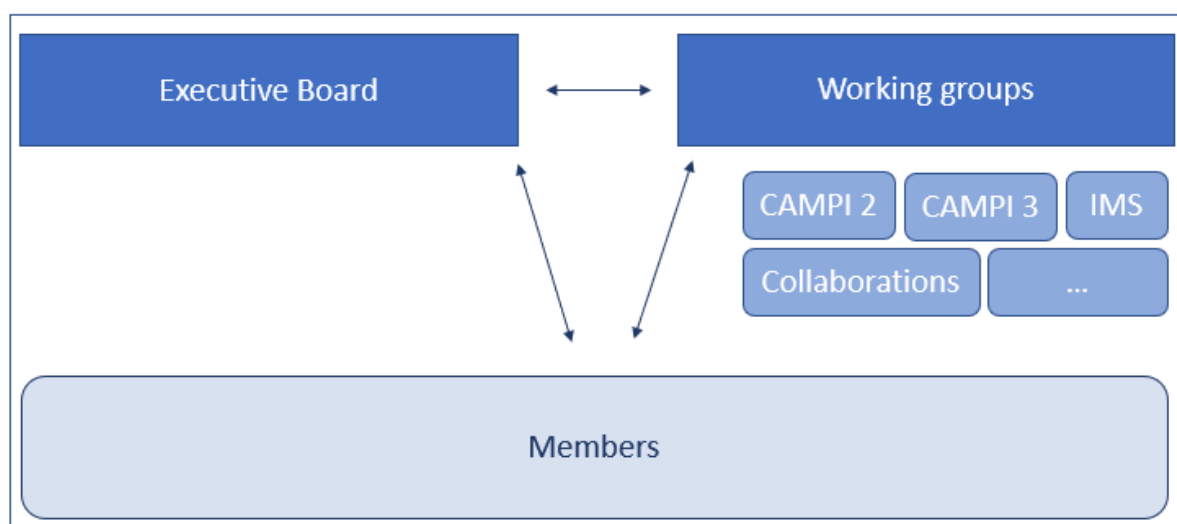 Executive Board
Working groups
CAMPI 2
CAMPI 3
IMS
Collaborations
...
Members